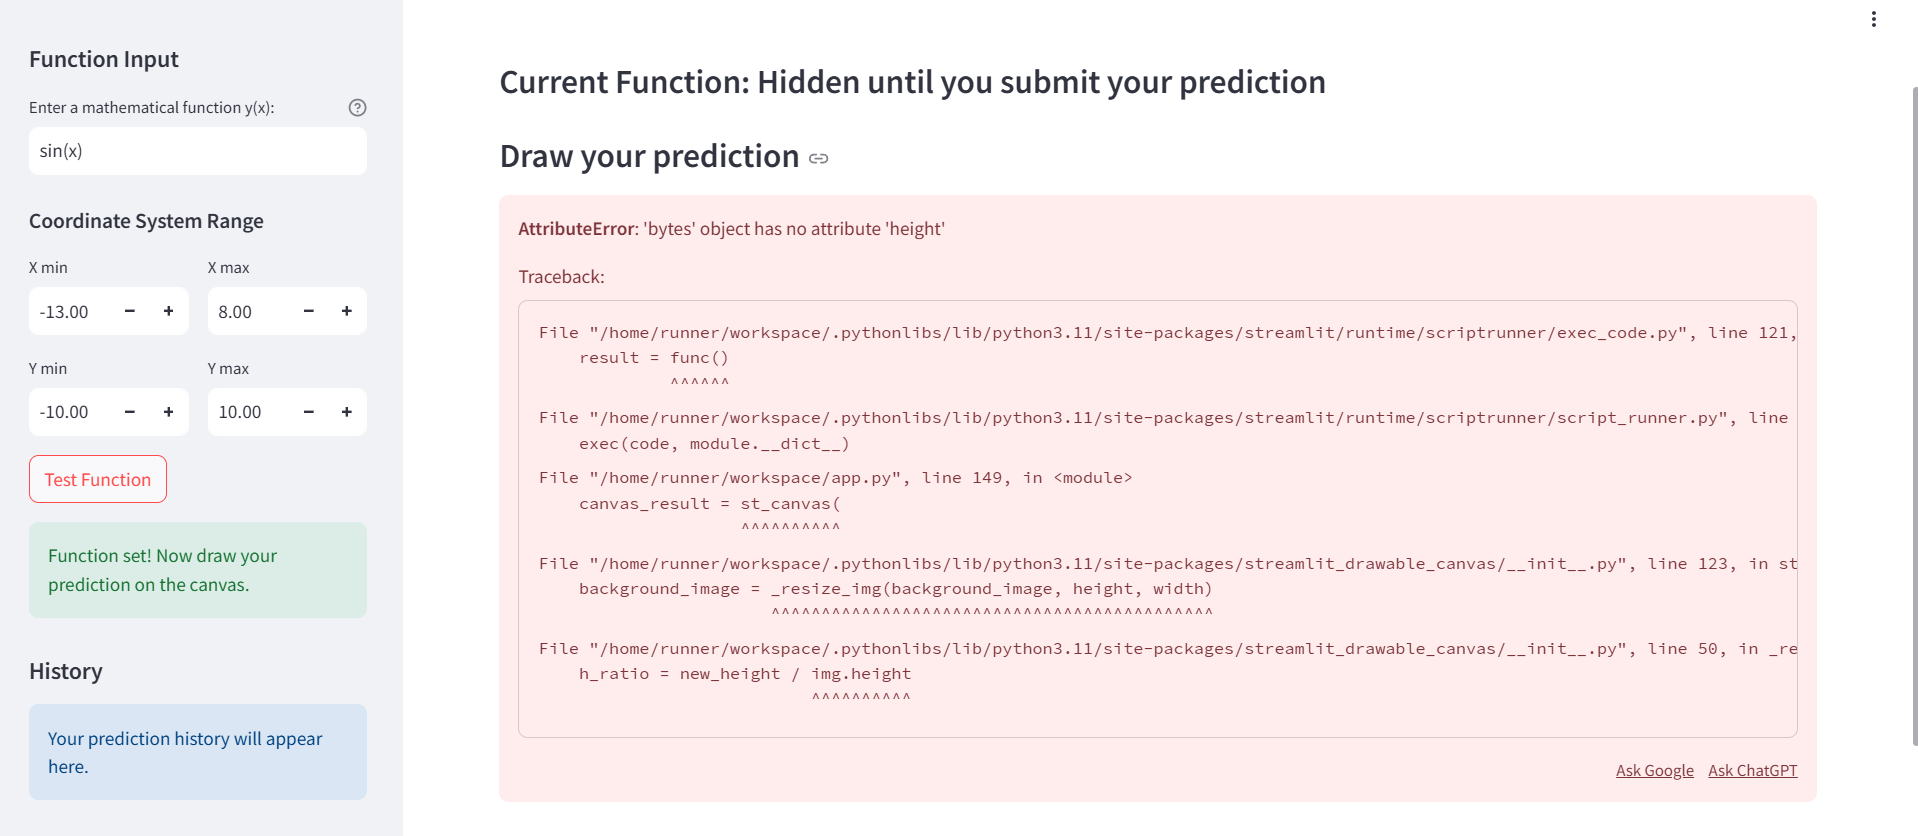 Function Input
Enter a mathematical function y(x):
sin(x)
Coordinate System Range
X min
X max
-13.00
8.00
Y min
Y max
-10.00
10.00
Test Function
Function set! Now draw your
prediction on the canvas.
History
Your prediction history will appear
here.
Current Function: Hidden until you submit your prediction
Draw your prediction
AttributeError: 'bytes' object has no attribute 'height'
Traceback:
File "/home/runner/workspace/.pythonlibs/lib/python3.11/site-packages/streamlit/runtime/scriptrunner/exec_code.py", line 121,
    result = func()
             ^^^^^^
File "/home/runner/workspace/.pythonlibs/lib/python3.11/site-packages/streamlit/runtime/scriptrunner/script_runner.py", line
    exec(code, module.__dict__)
File "/home/runner/workspace/app.py", line 149, in <module>
    canvas_result = st_canvas(
                    ^^^^^^^^^^
File "/home/runner/workspace/.pythonlibs/lib/python3.11/site-packages/streamlit_drawable_canvas/__init__.py", line 123, in st
    background_image = _resize_img(background_image, height, width)
                       ^^^^^^^^^^^^^^^^^^^^^^^^^^^^^^^^^^^^^^^^^^^^
File "/home/runner/workspace/.pythonlibs/lib/python3.11/site-packages/streamlit_drawable_canvas/__init__.py", line 50, in _re
    h_ratio = new_height / img.height
                           ^^^^^^^^^^
Ask Google
Ask ChatGPT